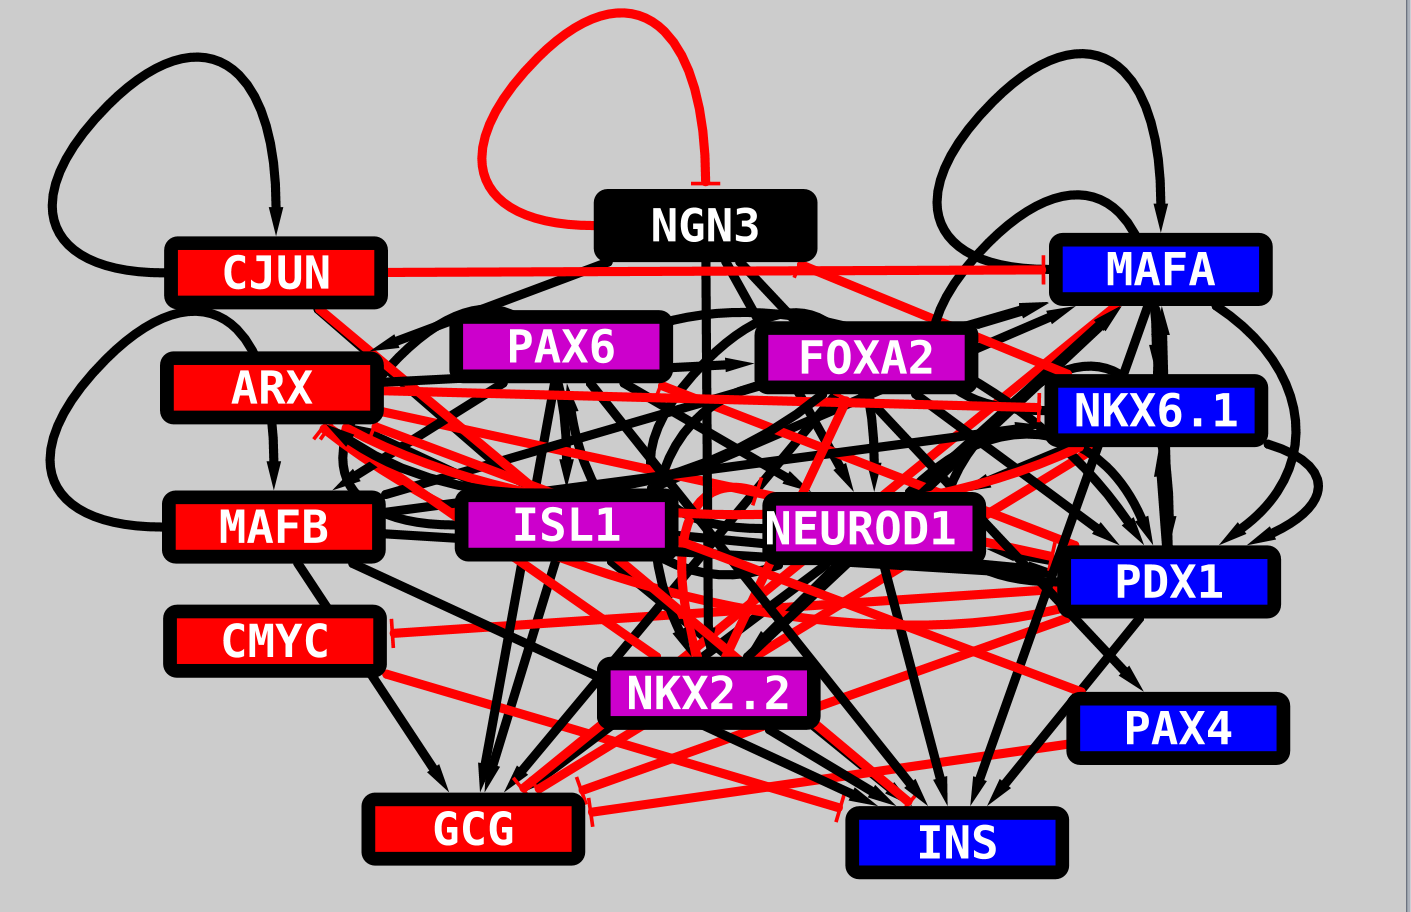 NGN3
CJUN
MAFA
PAX6
FOXA2
ARX
NKX6.1
MAFB
ISL1
NEUROD1
PDX1
CMYC
NKX2.2
PAX4
GCG
INS